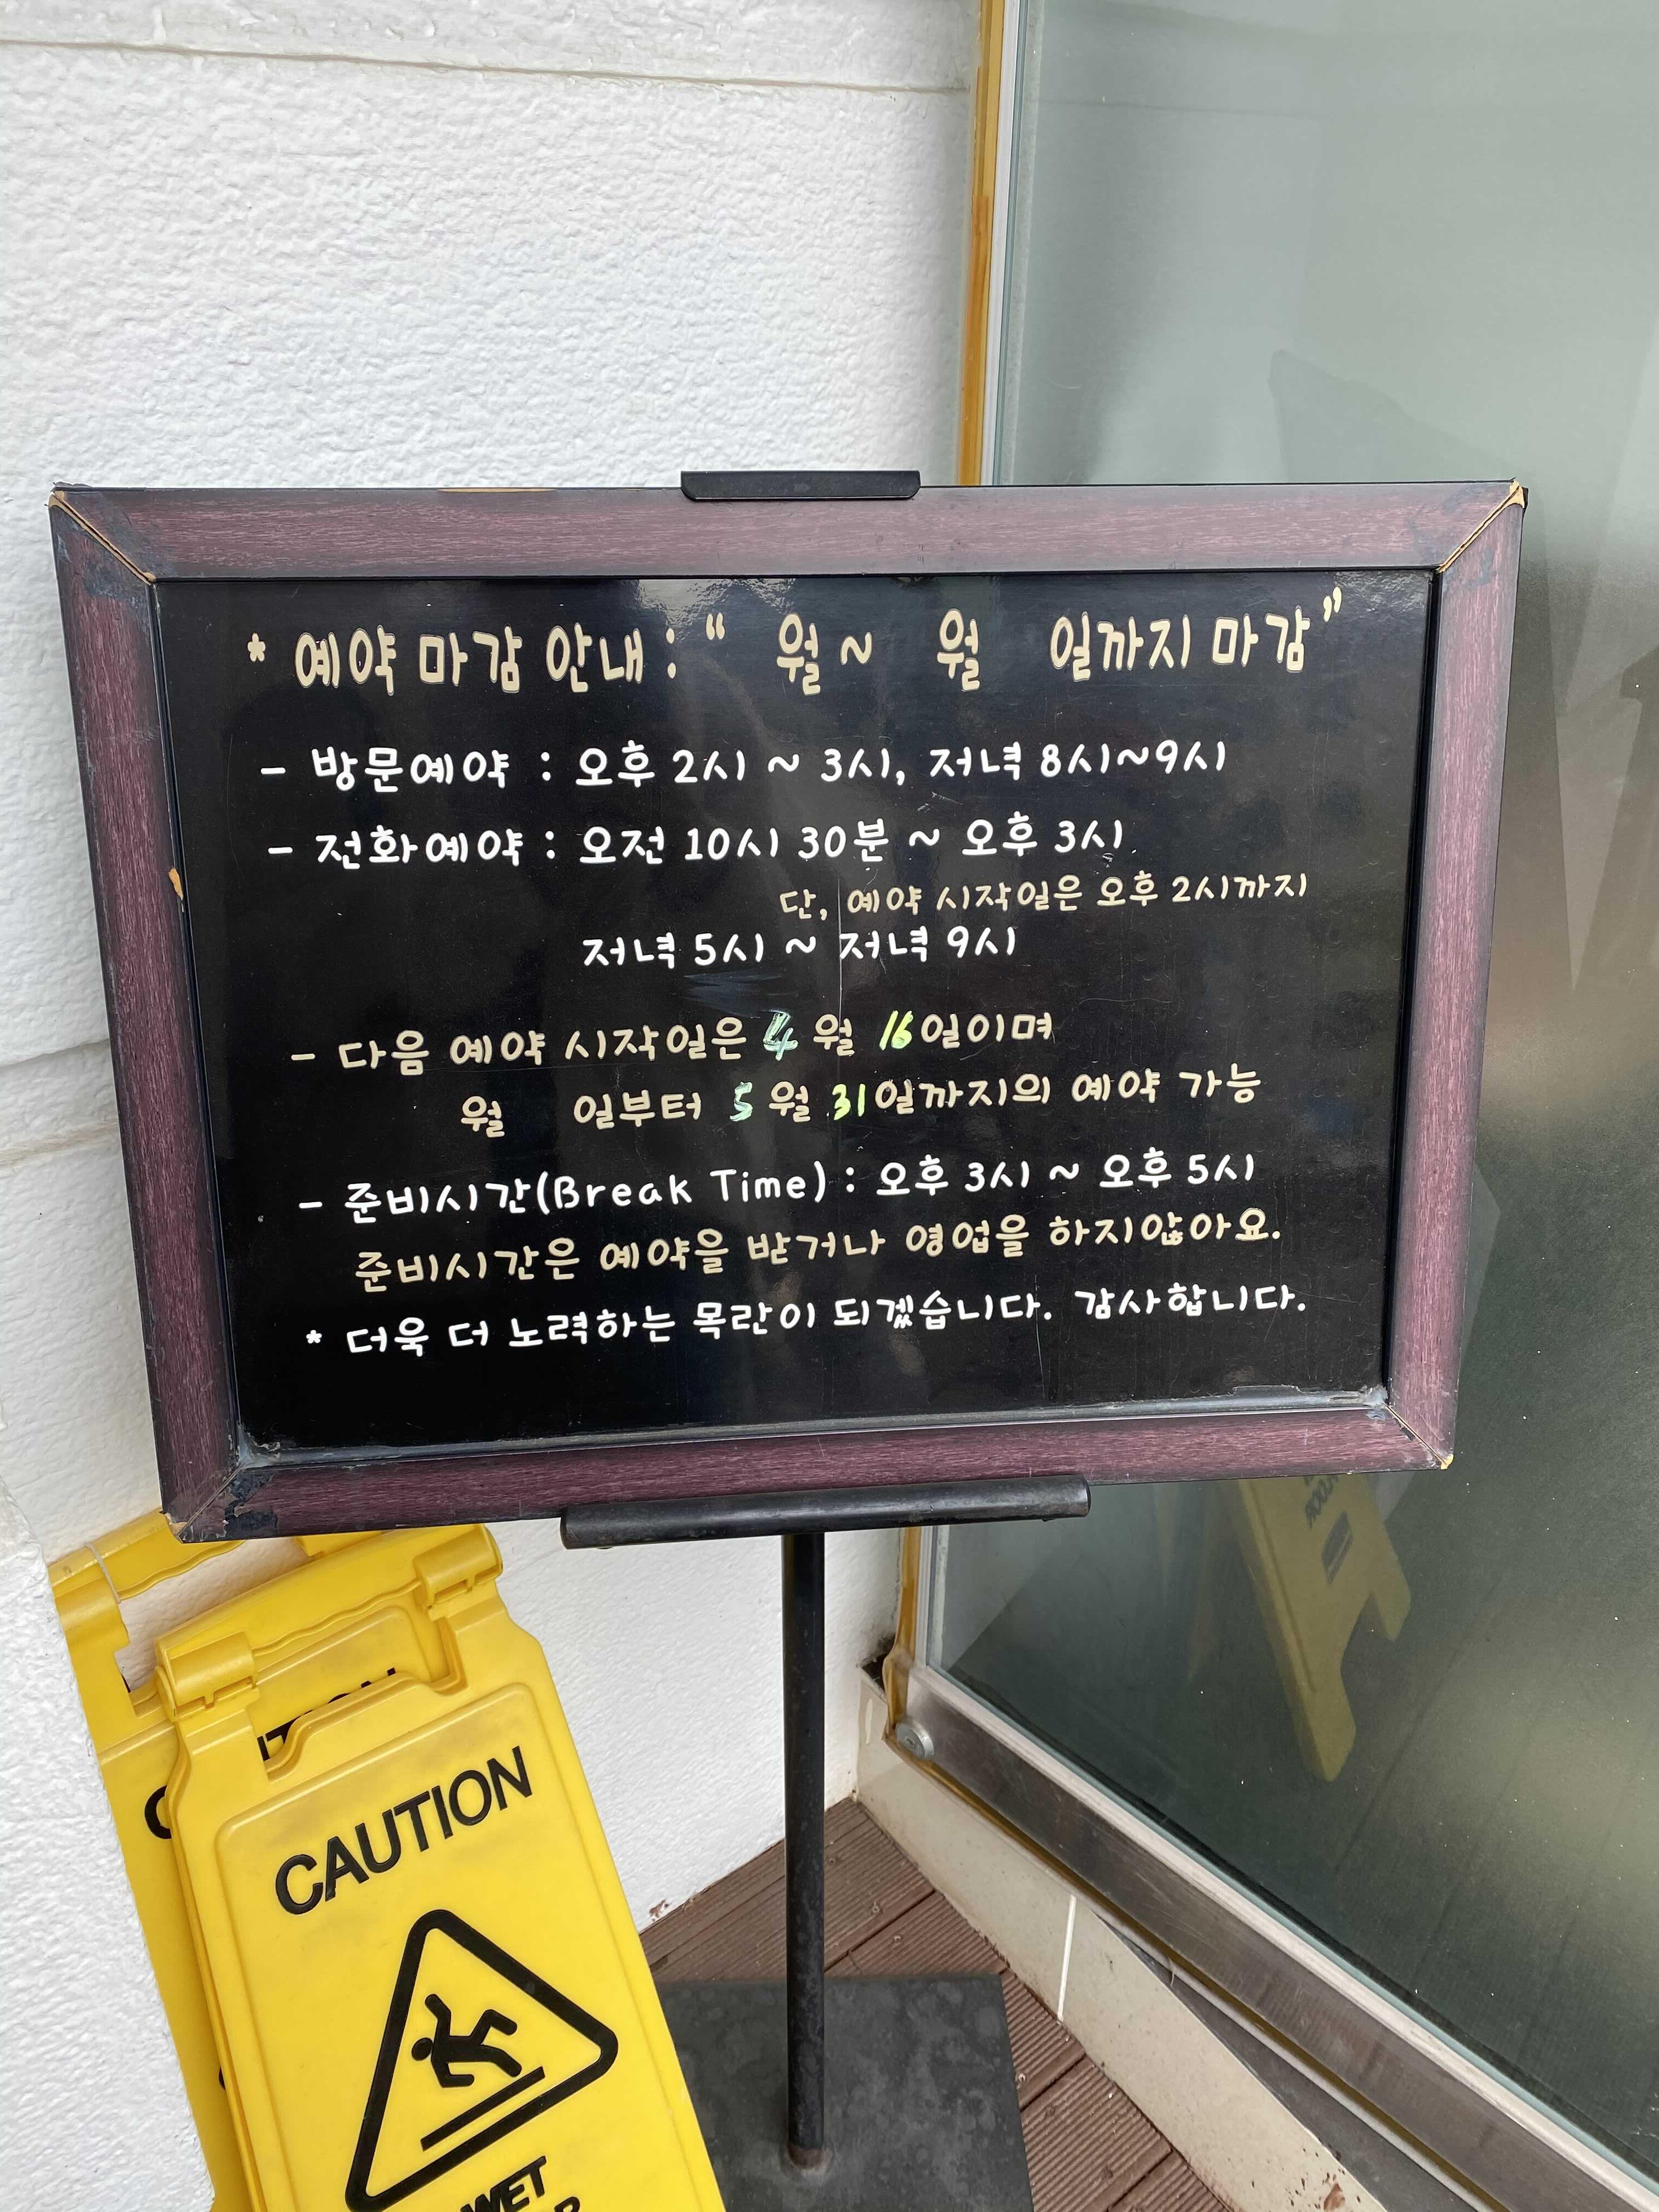 * 예약 마감 안내 : “ 월 ~ 월 일까지 마감”
- 방문예약 : 오후 2시 ~ 3시, 저녁 8시~9시
- 전화예약 : 오전 10시 30분 ~ 오후 3시
단, 예약 시작일은 오후 2시까지
저녁 5시 ~ 저녁 9시
- 다음 예약 시작일은 4월 16일이며
월 일부터 5월 31일까지의 예약 가능
- 준비시간(Break Time) : 오후 3시 ~ 오후 5시
준비시간은 예약을 받거나 영업을 하지않아요.
* 더욱 더 노력하는 목란이 되겠습니다. 감사합니다.
CAUTION
WET